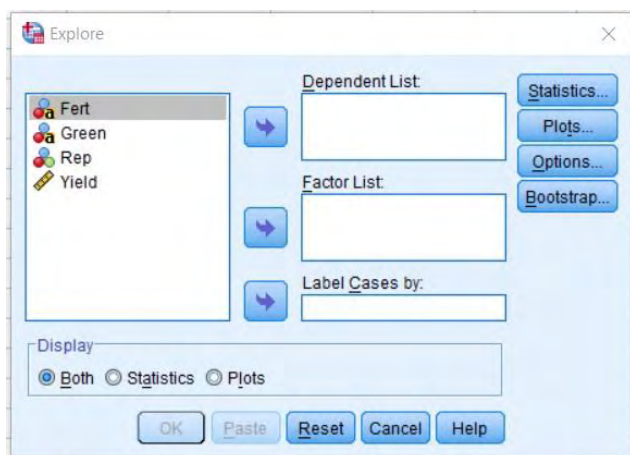 Explore
Dependent List:
Statistics...
Fert
Green
Plots...
Rep
Options...
Yield
Factor List:
Bootstrap...
Label Cases by:
Display
Both Statistics Plots
OK Paste Reset Cancel Help